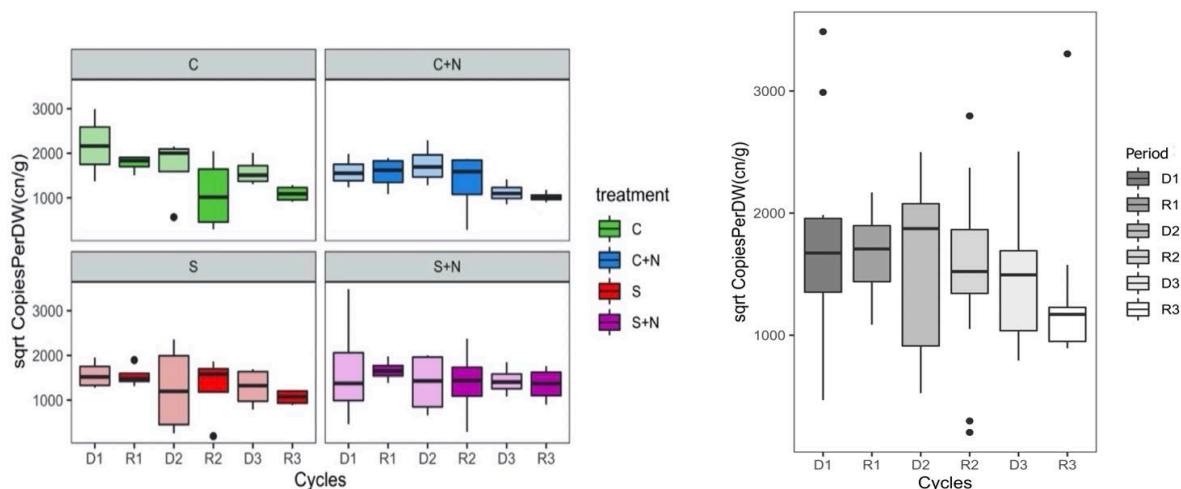 C
C+N
3000
2000
1000
S
S+N
3000
2000
1000
D1 R1 D2 R2 D3 R3
D1 R1 D2 R2 D3 R3
Cycles
sqrt CopiesPerDW(cn/g)
treatment
C
C+N
S
S+N
3000
2000
1000
D1 R1 D2 R2 D3 R3
Cycles
sqrt CopiesPerDW(cn/g)
Period
D1
R1
D2
R2
D3
R3